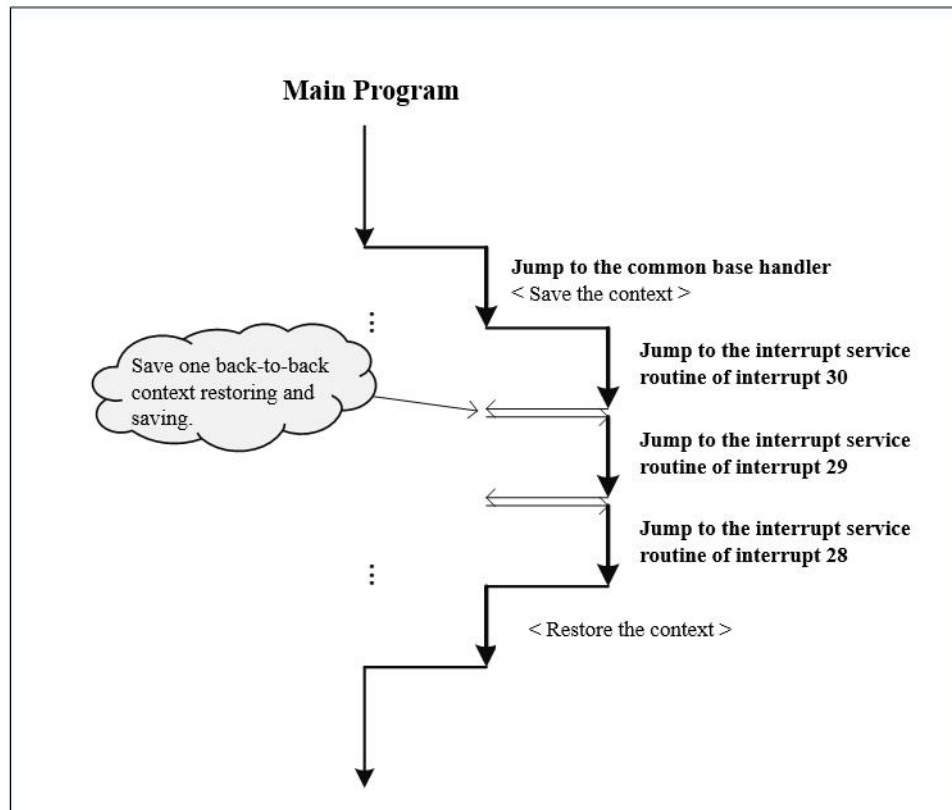 Main Program
Jump to the common base handler
< Save the context >
Save one back-to-back
context restoring and
saving.
Jump to the interrupt service
routine of interrupt 30
Jump to the interrupt service
routine of interrupt 29
Jump to the interrupt service
routine of interrupt 28
< Restore the context >